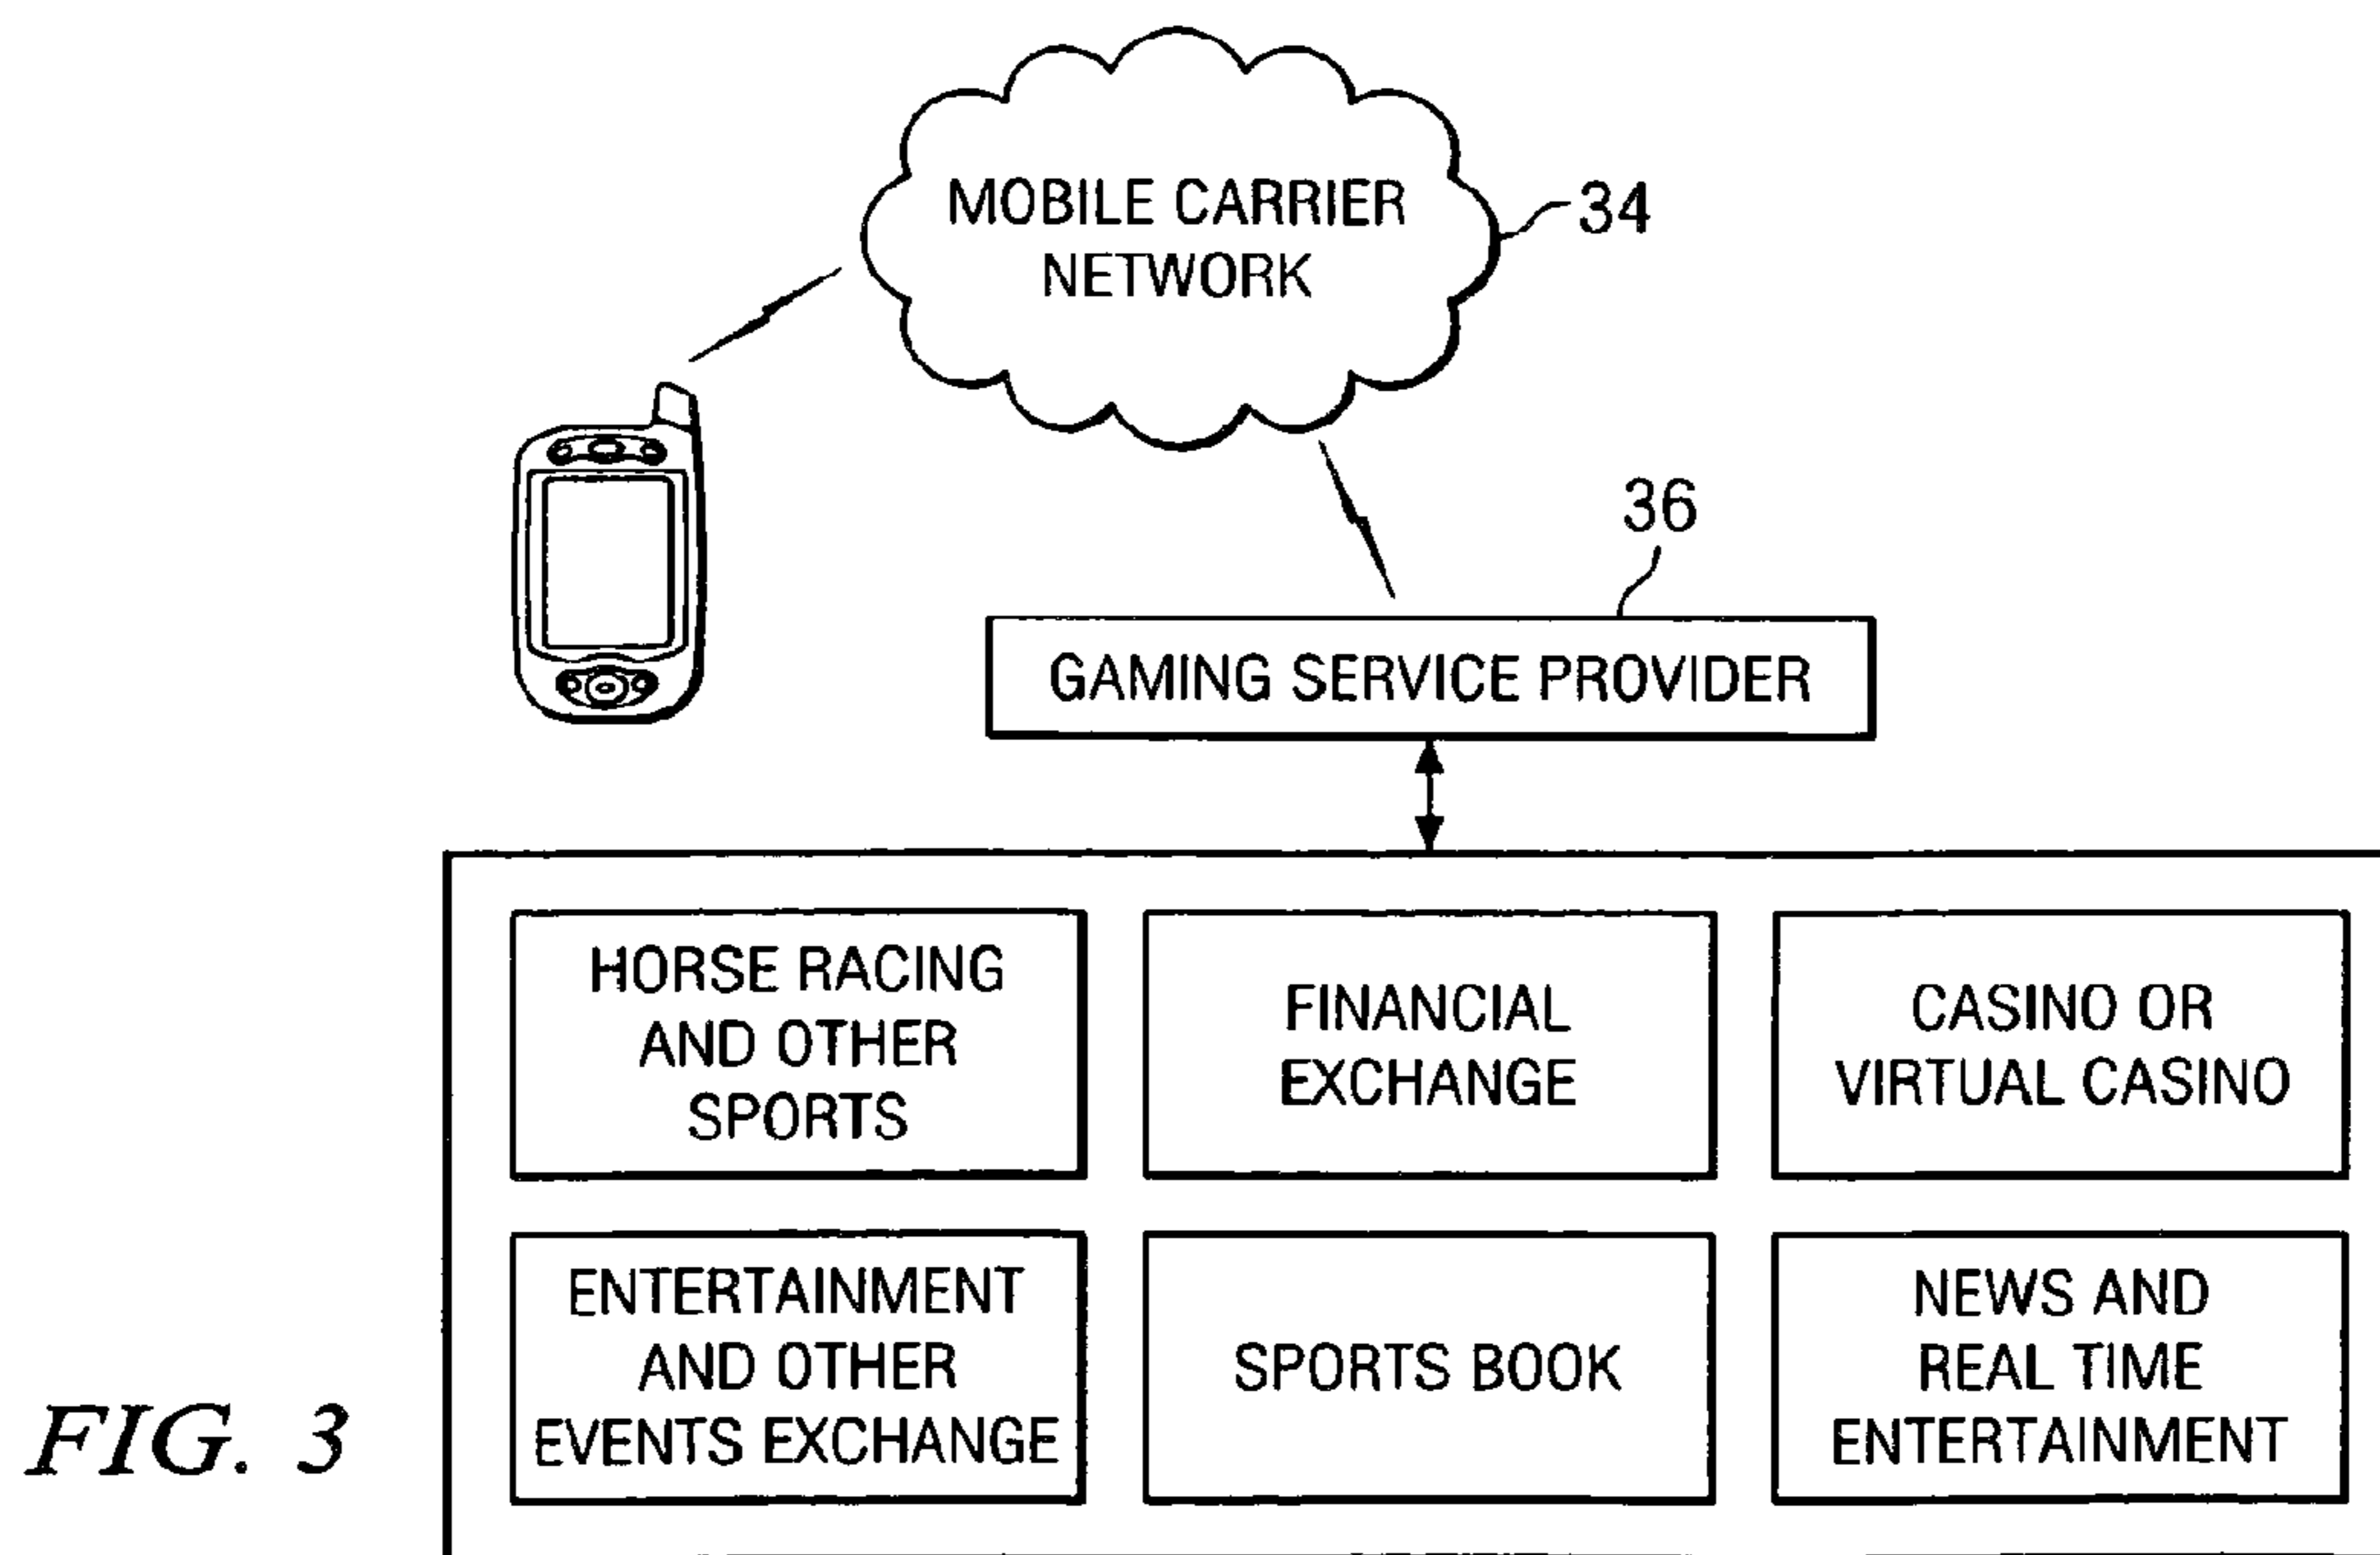 MOBILE CARRIER
NETWORK
34
36
GAMING SERVICE PROVIDER
HORSE RACING
AND OTHER
SPORTS
FINANCIAL
EXCHANGE
CASINO OR
VIRTUAL CASINO
ENTERTAINMENT
AND OTHER
EVENTS EXCHANGE
SPORTS BOOK
NEWS AND
REAL TIME
ENTERTAINMENT
FIG. 3